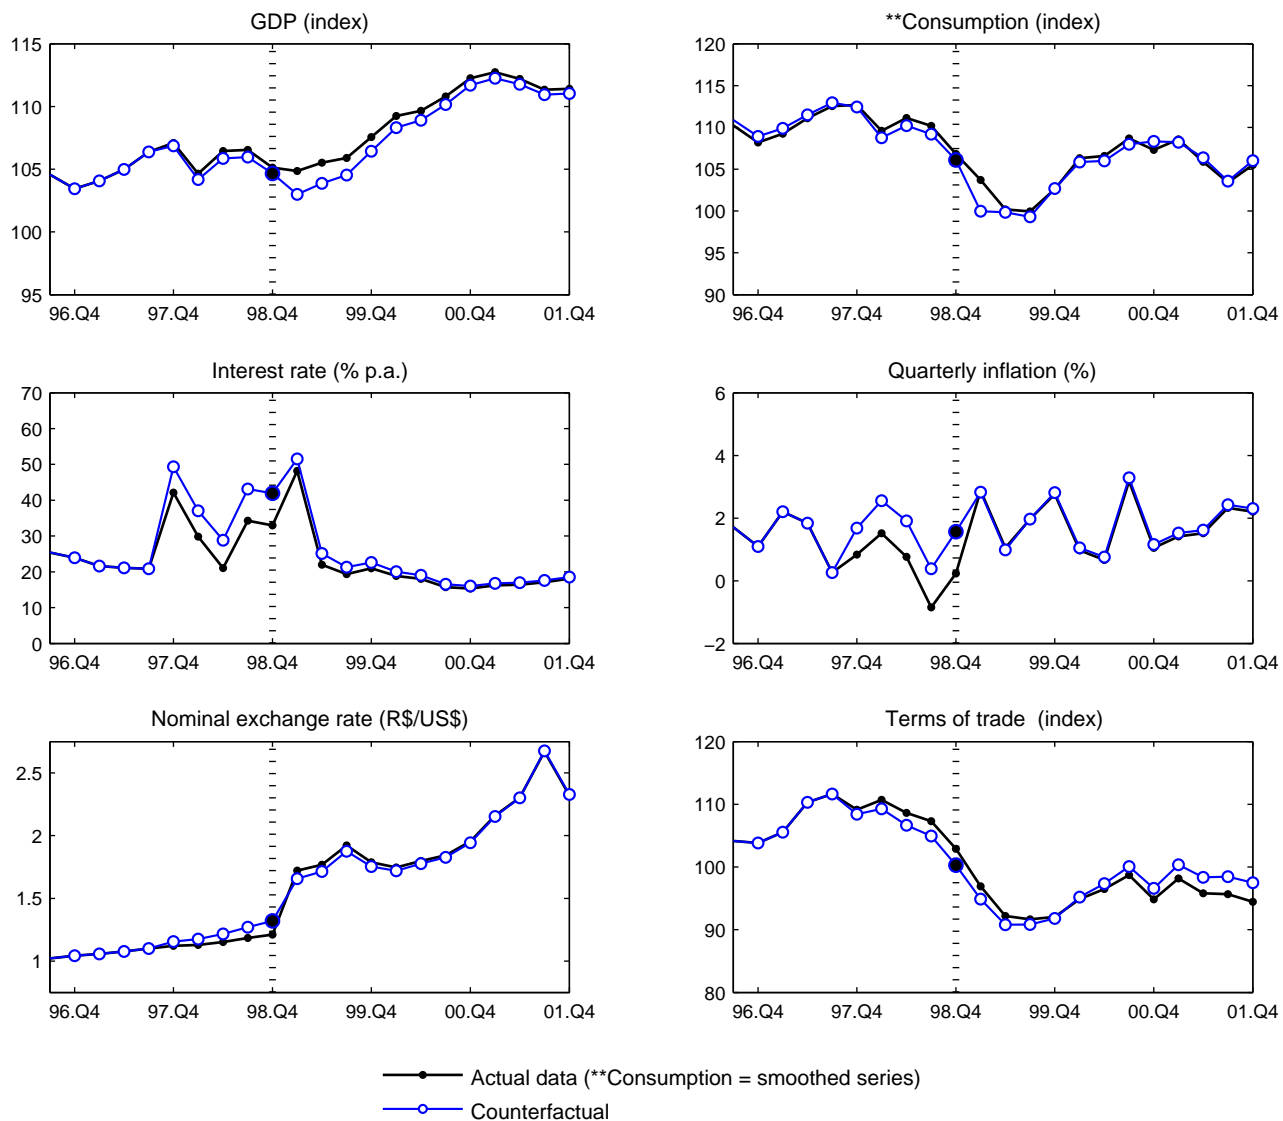 GDP (index)
115
110
105
100
95
96.Q4 97.Q4 98.Q4 99.Q4 00.Q4 01.Q4
**Consumption (index)
120
115
110
105
100
95
90
96.Q4 97.Q4 98.Q4 99.Q4 00.Q4 01.Q4
Interest rate (% p.a.)
70
60
50
40
30
20
10
0
96.Q4 97.Q4 98.Q4 99.Q4 00.Q4 01.Q4
Quarterly inflation (%)
6
4
2
0
−2
96.Q4 97.Q4 98.Q4 99.Q4 00.Q4 01.Q4
Nominal exchange rate (R$/US$)
2.5
2
1.5
1
96.Q4 97.Q4 98.Q4 99.Q4 00.Q4 01.Q4
Terms of trade (index)
120
110
100
90
80
96.Q4 97.Q4 98.Q4 99.Q4 00.Q4 01.Q4
Actual data (**Consumption = smoothed series)
Counterfactual